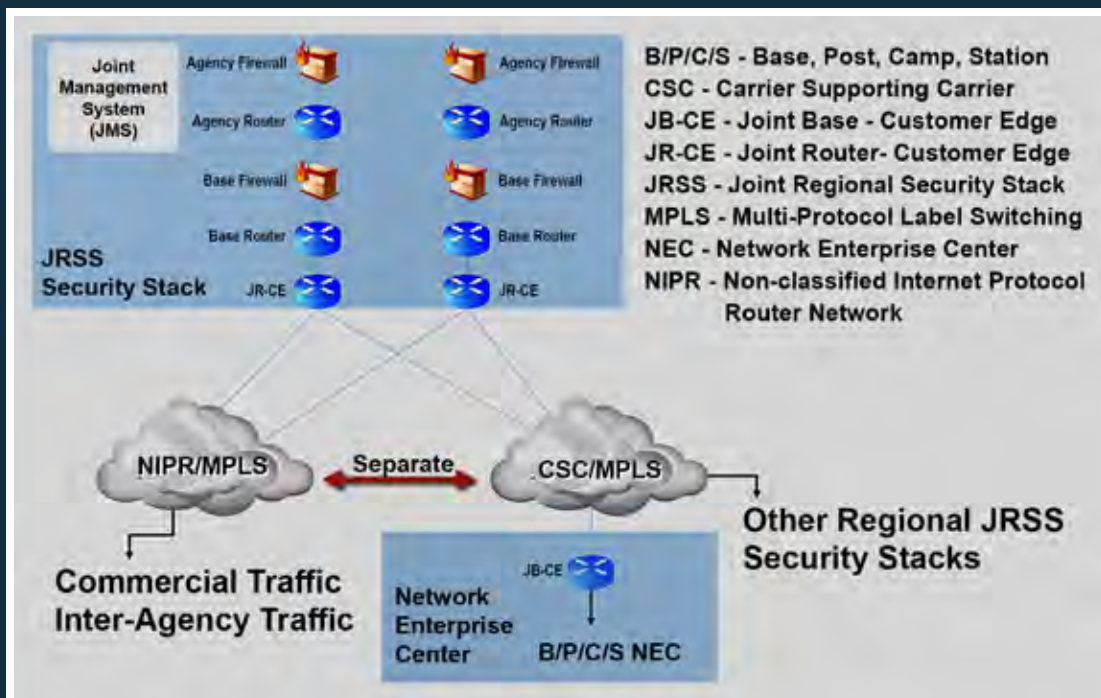 Joint
Management
System
(JMS)
Agency Firewall
Agency Firewall
Agency Router
Agency Router
Base Firewall
Base Firewall
Base Router
Base Router
JR-CE
JR-CE
JRSS
Security Stack
B/P/C/S - Base, Post, Camp, Station
CSC - Carrier Supporting Carrier
JB-CE - Joint Base - Customer Edge
JR-CE - Joint Router- Customer Edge
JRSS - Joint Regional Security Stack
MPLS - Multi-Protocol Label Switching
NEC - Network Enterprise Center
NIPR - Non-classified Internet Protocol
Router Network
NIPR/MPLS
Separate
CSC/MPLS
Commercial Traffic
Inter-Agency Traffic
Other Regional JRSS
Security Stacks
JB-CE
Network
Enterprise
Center
B/P/C/S NEC